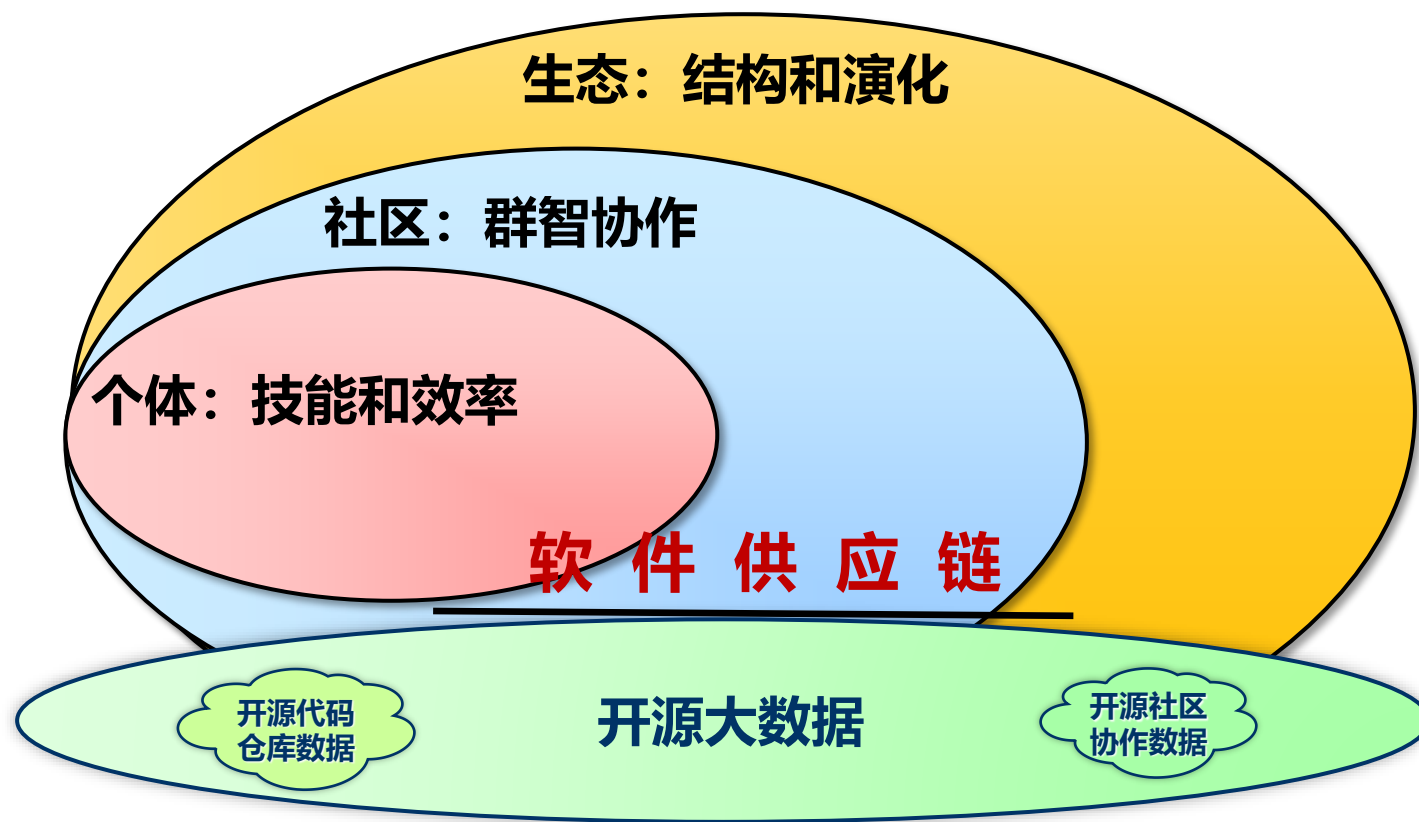 生态：结构和演化
社区：群智协作
个体：技能和效率
软件供应链
开源代码
仓库数据
开源大数据
开源社区
协作数据